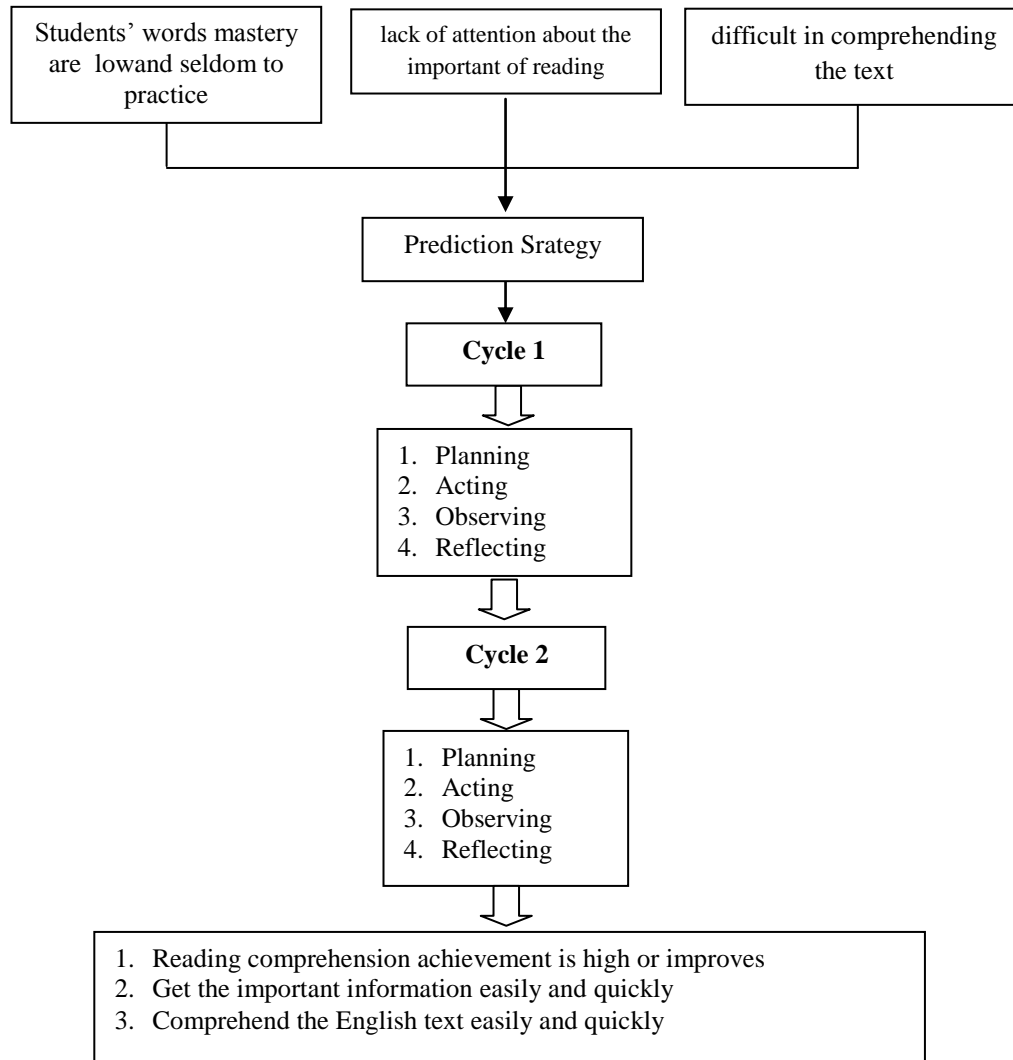 Students’ words mastery
are lowand seldom to
practice
lack of attention about the
important of reading
difficult in comprehending
the text
Prediction Srategy
Cycle 1
1. Planning
2. Acting
3. Observing
4. Reflecting
Cycle 2
1. Planning
2. Acting
3. Observing
4. Reflecting
1. Reading comprehension achievement is high or improves
2. Get the important information easily and quickly
3. Comprehend the English text easily and quickly